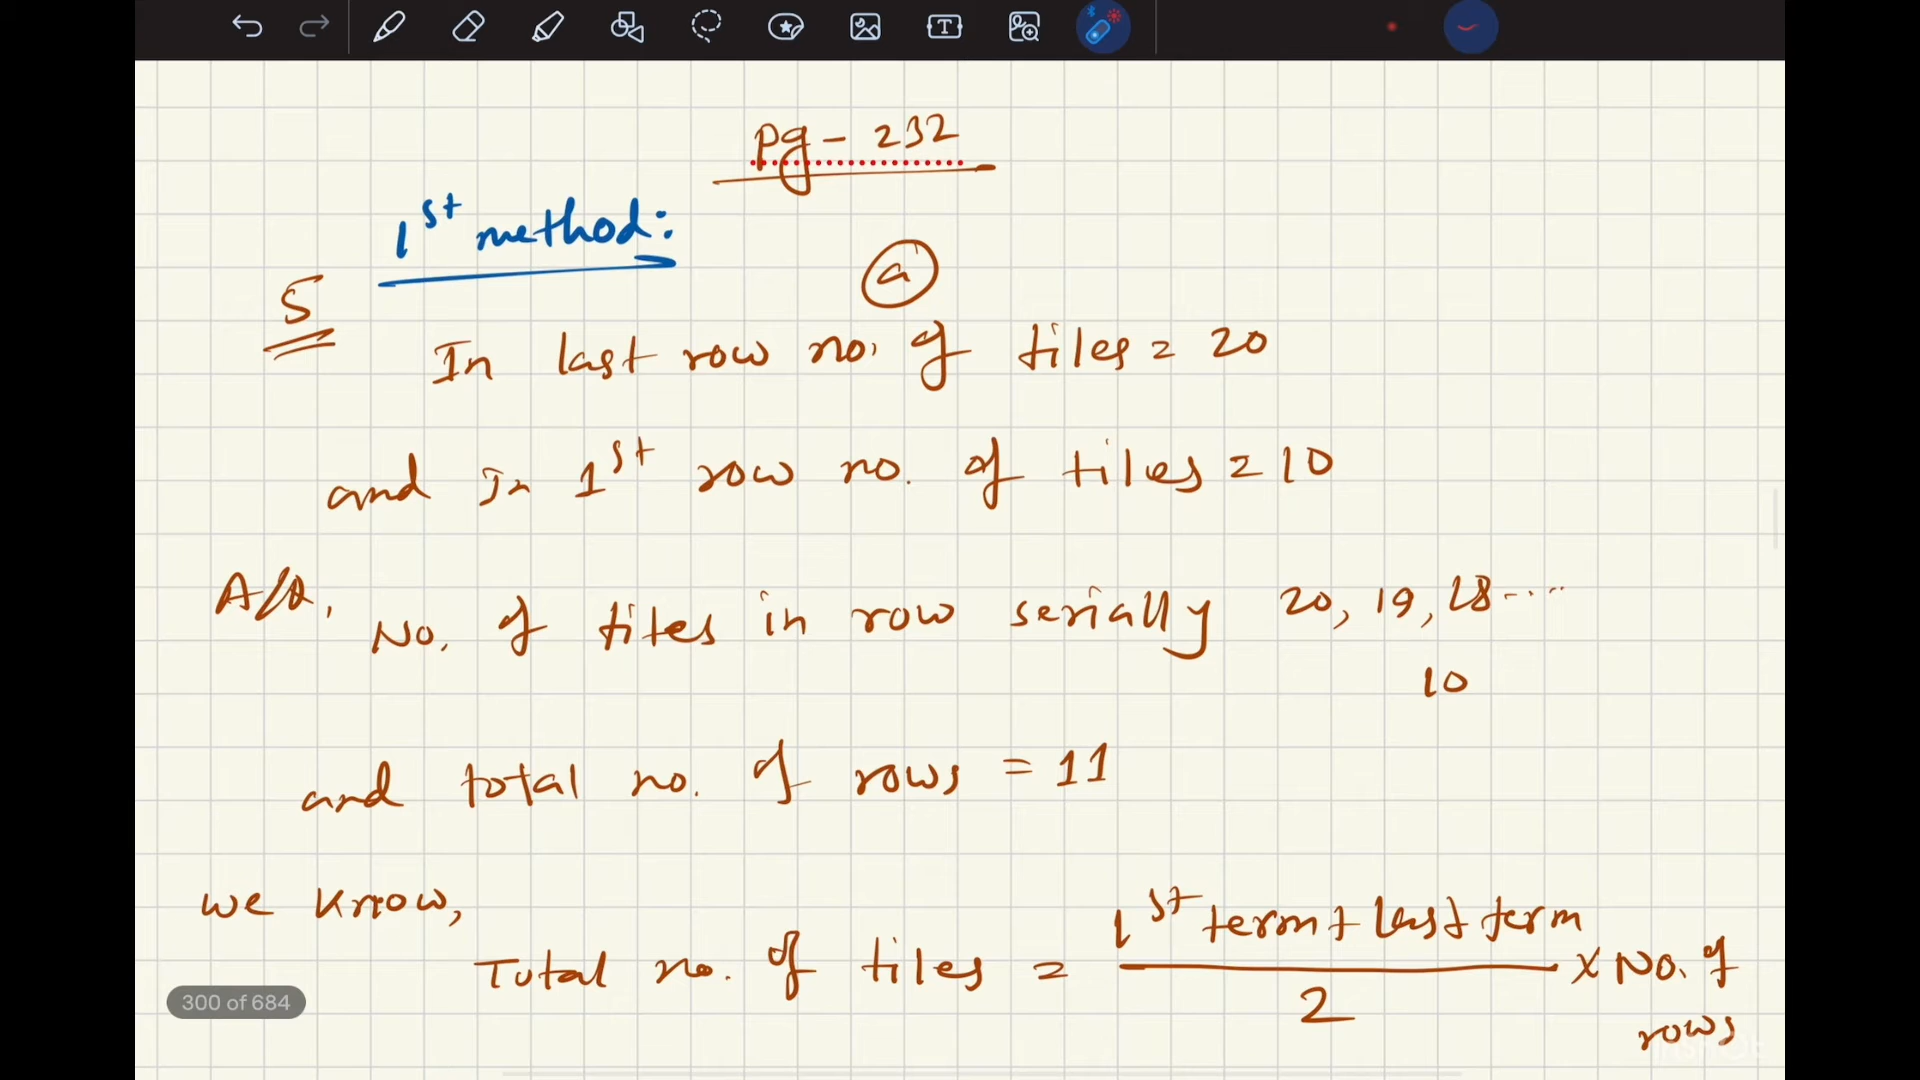 Pg - 232
1st method:
5
a
In last row no. of tiles = 20
and in 1st row no. of tiles = 10
A/Q,
No. of tiles in row serially 20, 19, 18 ....
10
and total no. of rows = 11
we know,
Total no. of tiles = 1st term + last term / 2 × No. of rows
300 of 684